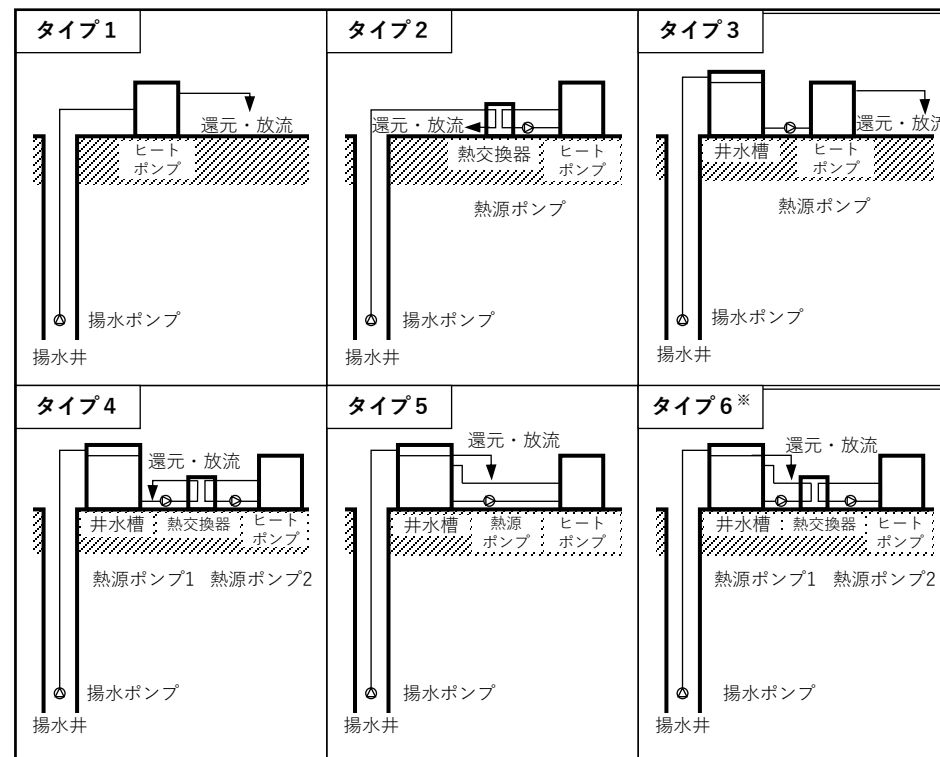 タイプ1
還元・放流
ヒート
ポンプ
揚水ポンプ
揚水井
タイプ2
還元・放流
熱交換器
ヒート
ポンプ
熱源ポンプ
揚水ポンプ
揚水井
タイプ3
還元・放流
井水槽
ヒート
ポンプ
熱源ポンプ
揚水ポンプ
揚水井
タイプ4
還元・放流
井水槽
熱交換器
ヒート
ポンプ
熱源ポンプ1
熱源ポンプ2
揚水ポンプ
揚水井
タイプ5
還元・放流
井水槽
熱源
ポンプ
ヒート
ポンプ
揚水ポンプ
揚水井
タイプ6※
還元・放流
井水槽
熱交換器
ヒート
ポンプ
熱源ポンプ1
熱源ポンプ2
揚水ポンプ
揚水井